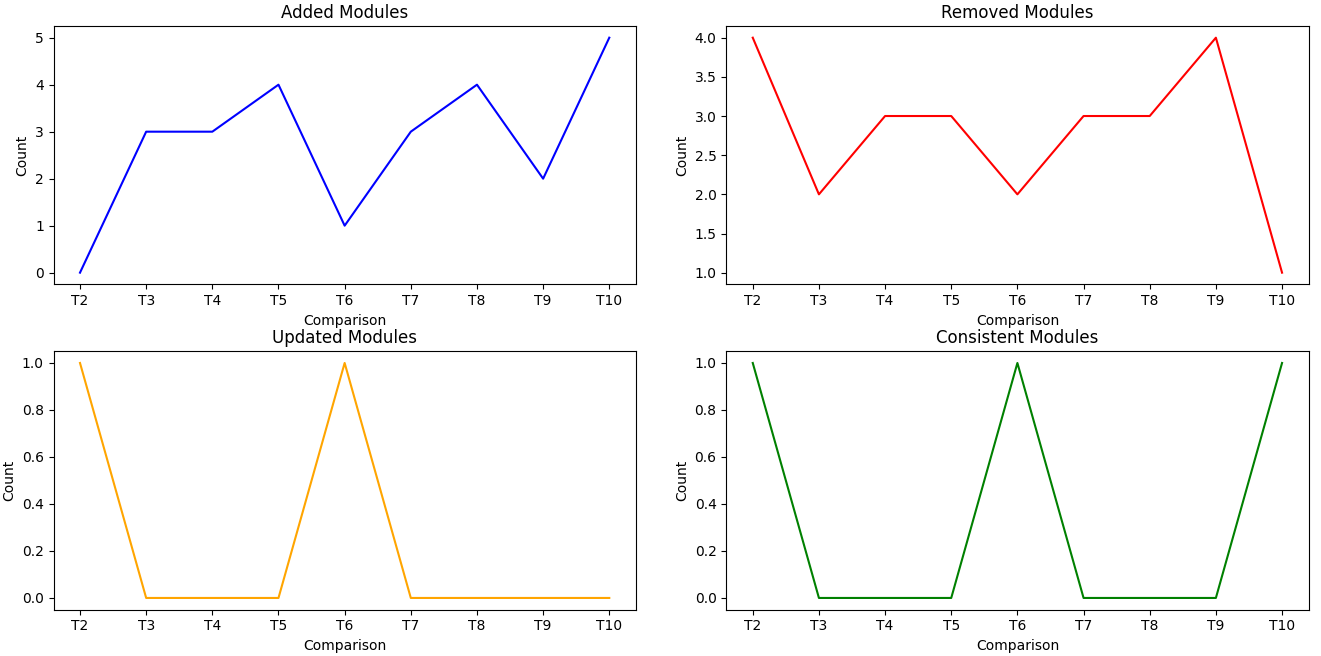 Added Modules
Count
5
4
3
2
1
0
T2 T3 T4 T5 T6 T7 T8 T9 T10
Comparison
Removed Modules
Count
4.0
3.5
3.0
2.5
2.0
1.5
1.0
T2 T3 T4 T5 T6 T7 T8 T9 T10
Comparison
Updated Modules
Count
1.0
0.8
0.6
0.4
0.2
0.0
T2 T3 T4 T5 T6 T7 T8 T9 T10
Comparison
Consistent Modules
Count
1.0
0.8
0.6
0.4
0.2
0.0
T2 T3 T4 T5 T6 T7 T8 T9 T10
Comparison